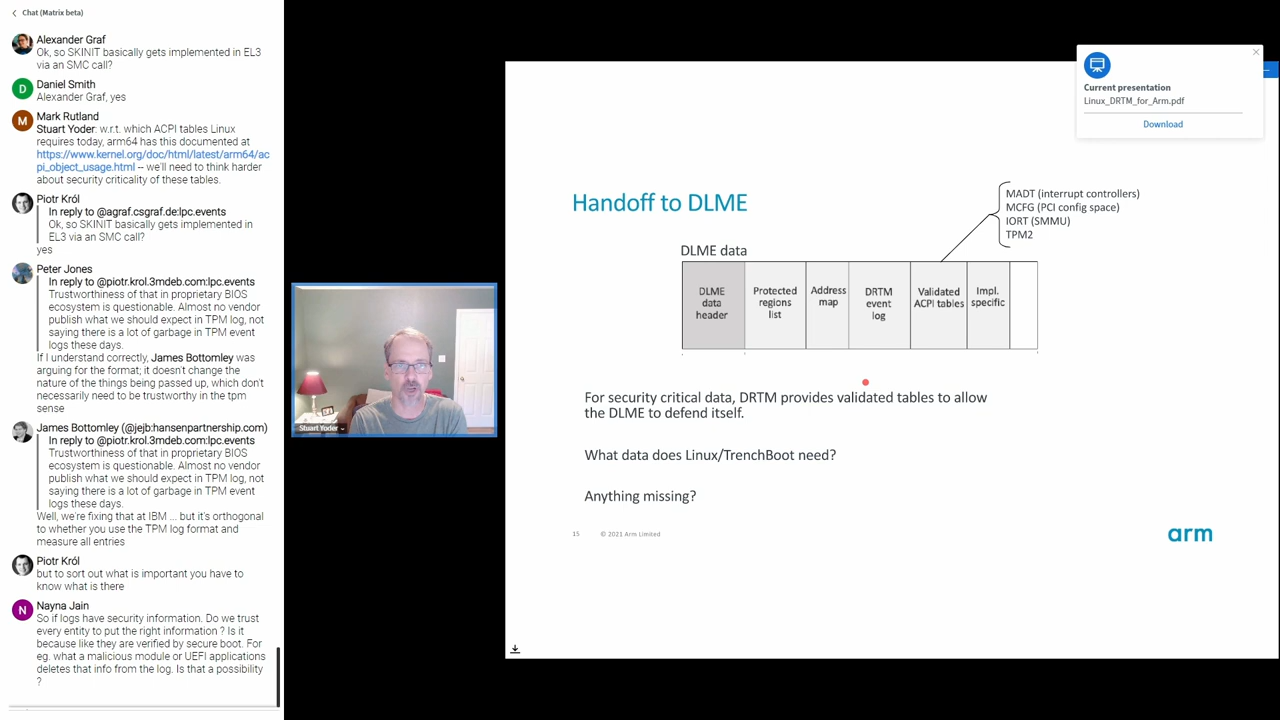 Chat (Matrix beta)
Alexander Graf
Ok, so SKINIT basically gets implemented in EL3
via an SMC call?
D
Daniel Smith
Alexander Graf, yes
M
Mark Rutland
Stuart Yoder: w.r.t. which ACPI tables Linux
requires today, arm64 has this documented at
https://www.kernel.org/doc/html/latest/arm64/ac
pi_object_usage.html -- we'll need to think harder
about security criticality of these tables.
Piotr Król
In reply to @agraf.csgraf.de:lpc.events
Ok, so SKINIT basically gets implemented in
EL3 via an SMC call?
yes
Peter Jones
In reply to @piotr.krol.3mdeb.com:lpc.events
Trustworthiness of that in proprietary BIOS
ecosystem is questionable. Almost no vendor
publish what we should expect in TPM log, not
saying there is a lot of garbage in TPM event
logs these days.
If I understand correctly, James Bottomley was
arguing for the format; it doesn't change the
nature of the things being passed up, which don't
necessarily need to be trustworthy in the tpm
sense
James Bottomley (@jejb:hansenpartnership.com)
In reply to @piotr.krol.3mdeb.com:lpc.events
Trustworthiness of that in proprietary BIOS
ecosystem is questionable. Almost no vendor
publish what we should expect in TPM log, not
saying there is a lot of garbage in TPM event
logs these days.
Well, we're fixing that at IBM ... but it's orthogonal
to whether you use the TPM log format and
measure all entries
Piotr Król
but to sort out what is important you have to
know what is there
N
Nayna Jain
So if logs have security information. Do we trust
every entity to put the right information ? Is it
because like they are verified by secure boot. For
eg. what a malicious module or UEFI applications
deletes that info from the log. Is that a possibility
?
Stuart Yoder
Current presentation
Linux_DRTM_for_Arm.pdf
Download
Handoff to DLME
MADT (interrupt controllers)
MCFG (PCI config space)
IORT (SMMU)
TPM2
DLME data
DLME
data
header
Protected
regions
list
Address
map
DRTM
event
log
Validated
ACPI tables
Impl.
specific
For security critical data, DRTM provides validated tables to allow
the DLME to defend itself.
What data does Linux/TrenchBoot need?
Anything missing?
15 © 2021 Arm Limited
arm